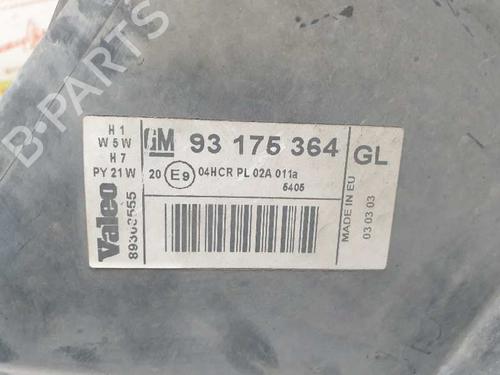 H 1
W 5 W
H 7
PY 21 W
GM 93 175 364 GL
20 E9 04HCR PL 02A 011a
5405
Valeo
MADE IN EU
03 03 03
B-PARTS